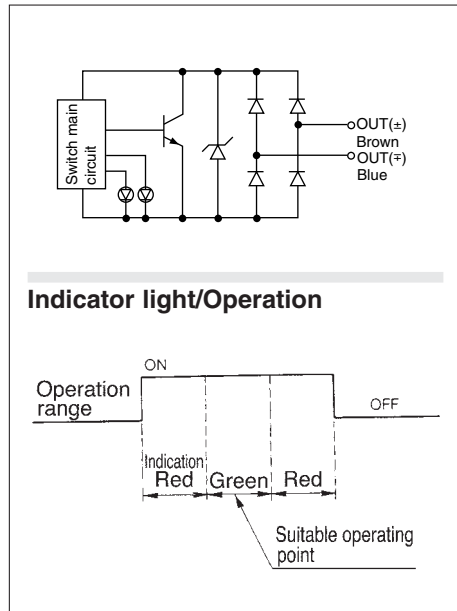 Switch main
circuit
OUT(±)
Brown
OUT(∓)
Blue
Indicator light/Operation
ON
Operation
range
OFF
Indication
Red
Green
Red
Suitable operating
point